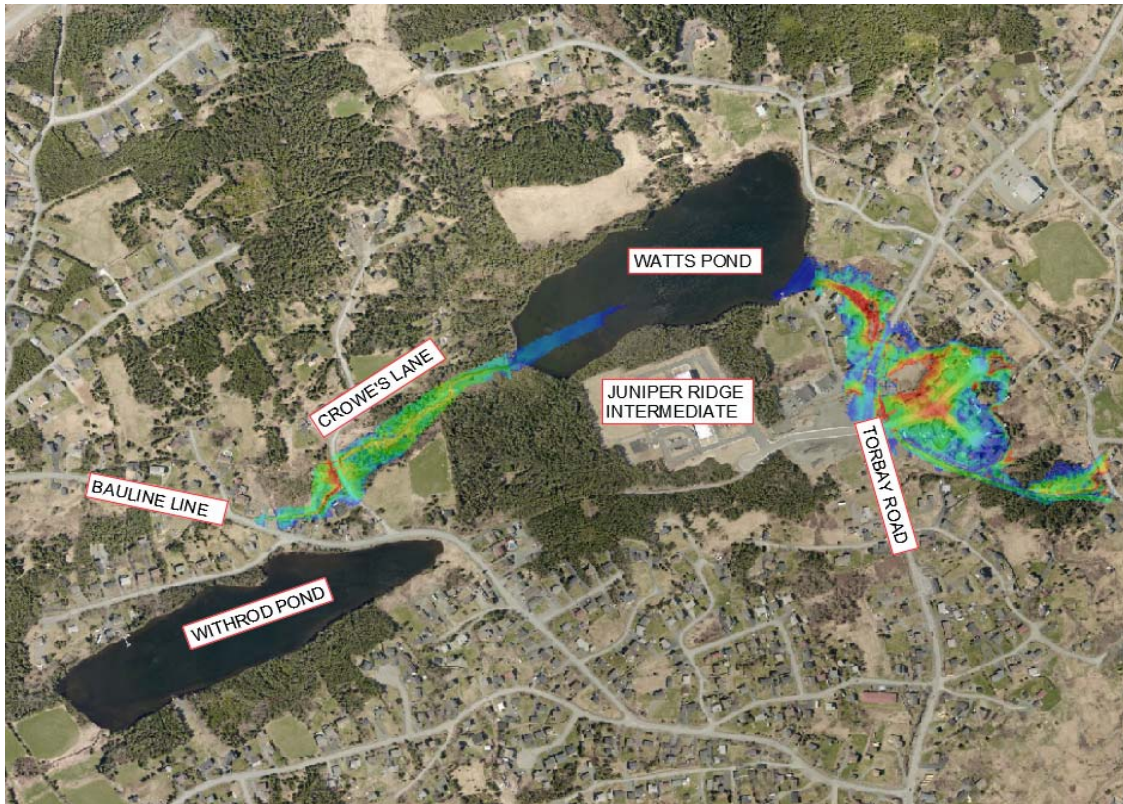 WATTS POND
CROWE'S LANE
JUNIPER RIDGE
INTERMEDIATE
TORBAY ROAD
BAULINE LINE
WITHROD POND